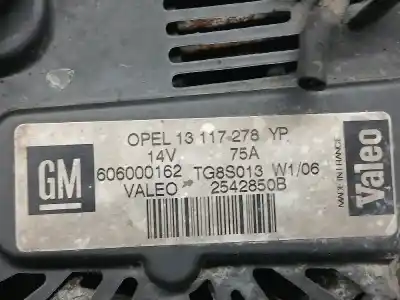 GM
OPEL 13 117 278 YP
14V 75A
606000162 TG8S013 W1/06
VALEO 2542850B
MADE IN FRANCE
Valeo